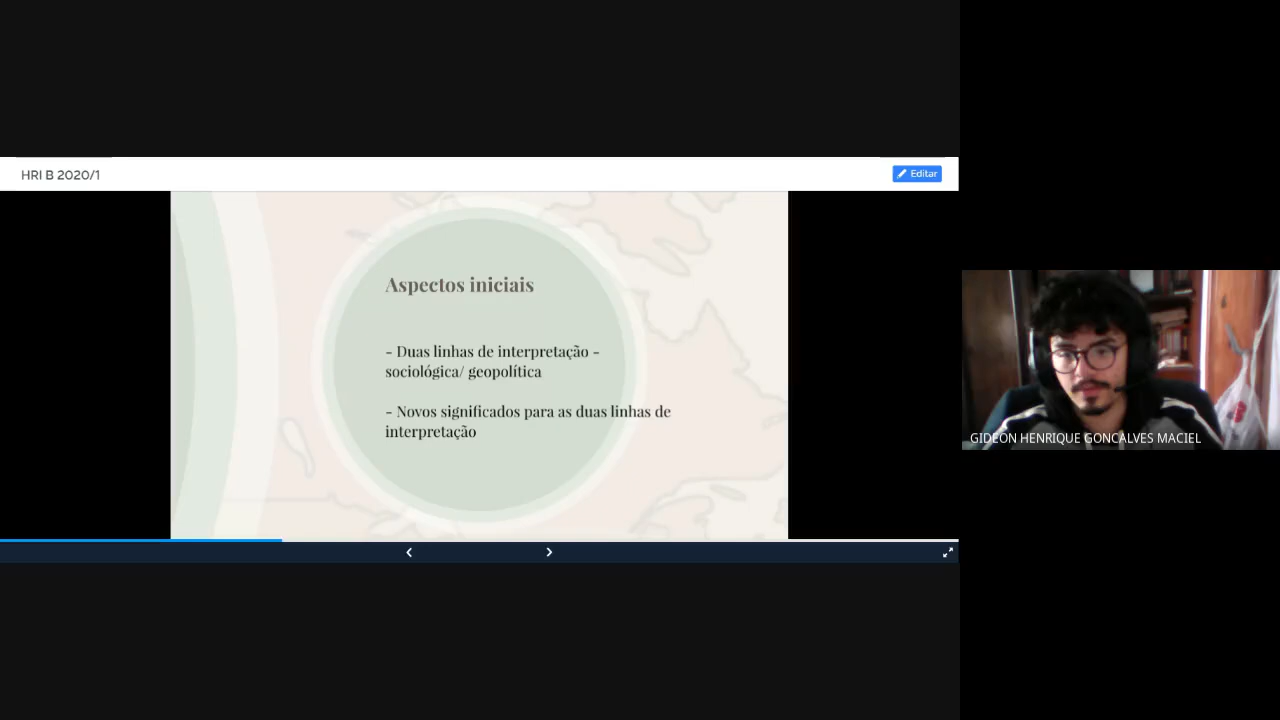 HRI B 2020/1
Editar
Aspectos iniciais
- Duas linhas de interpretação -
sociológica/ geopolítica
- Novos significados para as duas linhas de
interpretação
GIDEON HENRIQUE GONCALVES MACIEL